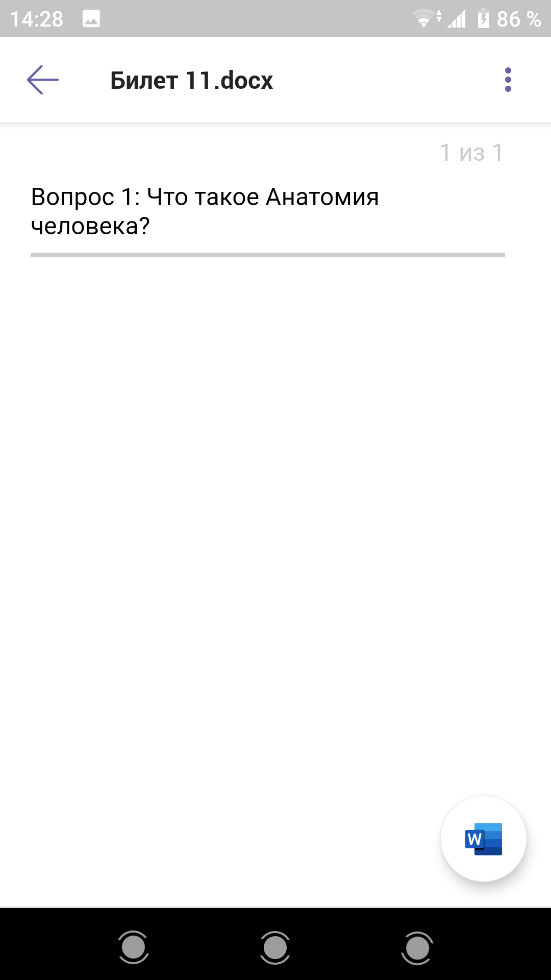 14:28 86 %
Билет 11.docx
1 из 1
Вопрос 1: Что такое Анатомия
человека?
W